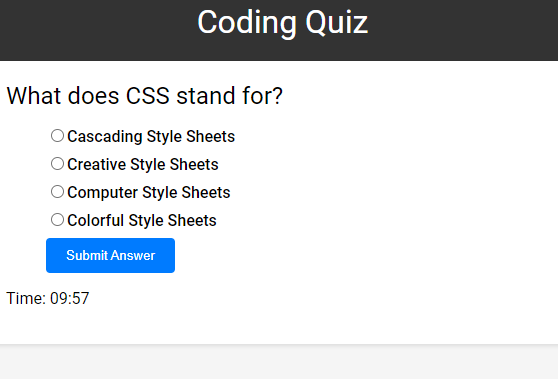 Coding Quiz
What does CSS stand for?
Cascading Style Sheets
Creative Style Sheets
Computer Style Sheets
Colorful Style Sheets
Submit Answer
Time: 09:57